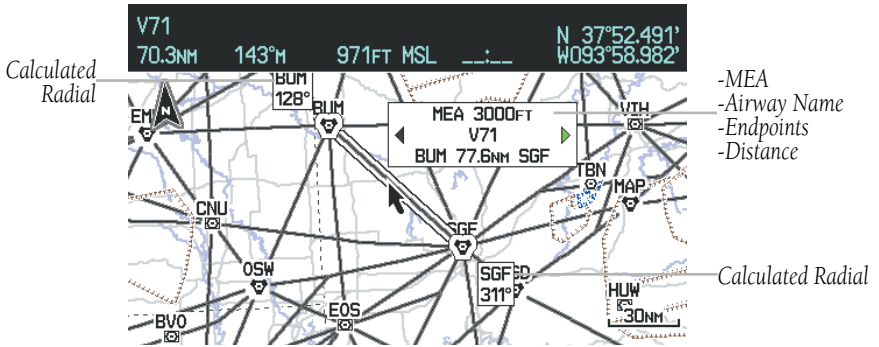 V71
70.3NM 143°M 971FT MSL __:__
N 37°52.491'
W093°58.982'
Calculated
Radial
BUM
128°
BUM
EM
N
MEA 3000FT
V71
BUM 77.6NM SGF
VIH
-MEA
-Airway Name
-Endpoints
-Distance
TBN
MAP
CNU
SGF
OSW
SGF
311°
GD
HUW
30NM
Calculated Radial
EOS
BVO